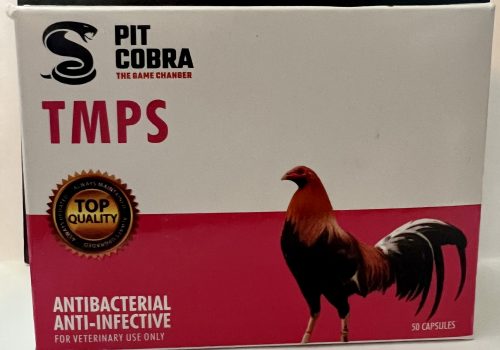 PIT
COBRA
THE GAME CHANGER
TMPS
TOP
QUALITY
ANTIBACTERIAL
ANTI-INFECTIVE
FOR VETERINARY USE ONLY
50 CAPSULES